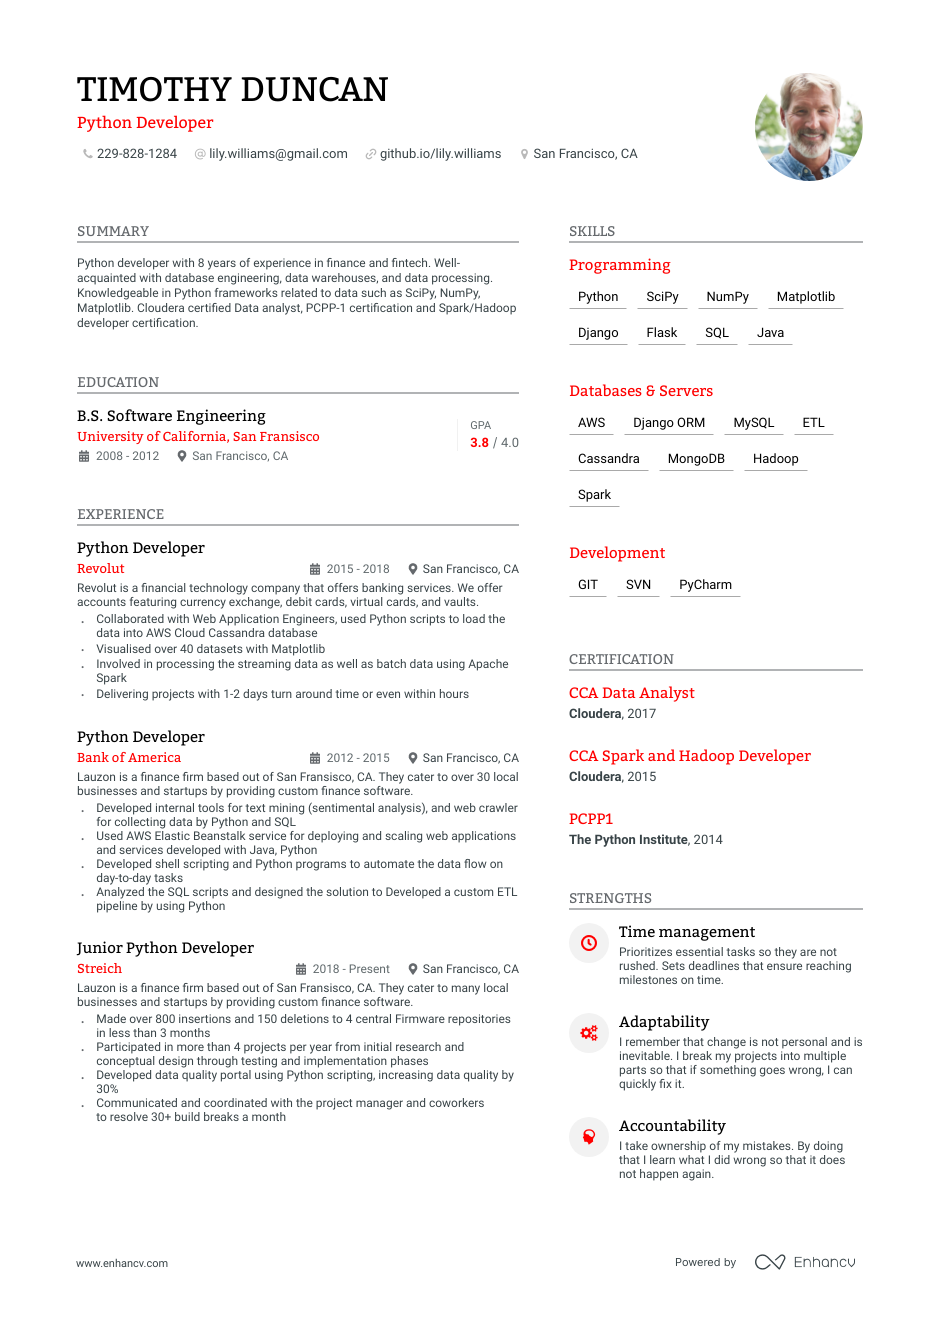 TIMOTHY DUNCAN
Python Developer
229-828-1284 lily.williams@gmail.com github.io/lily.williams San Francisco, CA
SUMMARY
Python developer with 8 years of experience in finance and fintech. Well-
acquainted with database engineering, data warehouses, and data processing.
Knowledgeable in Python frameworks related to data such as SciPy, NumPy,
Matplotlib. Cloudera certified Data analyst, PCPP-1 certification and Spark/Hadoop
developer certification.
EDUCATION
B.S. Software Engineering
University of California, San Fransisco
2008 - 2012 San Francisco, CA
GPA
3.8 / 4.0
EXPERIENCE
Python Developer
Revolut 2015 - 2018 San Francisco, CA
Revolut is a financial technology company that offers banking services. We offer
accounts featuring currency exchange, debit cards, virtual cards, and vaults.
· Collaborated with Web Application Engineers, used Python scripts to load the
data into AWS Cloud Cassandra database
· Visualised over 40 datasets with Matplotlib
· Involved in processing the streaming data as well as batch data using Apache
Spark
· Delivering projects with 1-2 days turn around time or even within hours
Python Developer
Bank of America 2012 - 2015 San Francisco, CA
Lauzon is a finance firm based out of San Fransisco, CA. They cater to over 30 local
businesses and startups by providing custom finance software.
· Developed internal tools for text mining (sentimental analysis), and web crawler
for collecting data by Python and SQL
· Used AWS Elastic Beanstalk service for deploying and scaling web applications
and services developed with Java, Python
· Developed shell scripting and Python programs to automate the data flow on
day-to-day tasks
· Analyzed the SQL scripts and designed the solution to Developed a custom ETL
pipeline by using Python
Junior Python Developer
Streich 2018 - Present San Francisco, CA
Lauzon is a finance firm based out of San Fransisco, CA. They cater to many local
businesses and startups by providing custom finance software.
· Made over 800 insertions and 150 deletions to 4 central Firmware repositories
in less than 3 months
· Participated in more than 4 projects per year from initial research and
conceptual design through testing and implementation phases
· Developed data quality portal using Python scripting, increasing data quality by
30%
· Communicated and coordinated with the project manager and coworkers
to resolve 30+ build breaks a month
SKILLS
Programming
Python SciPy NumPy Matplotlib
Django Flask SQL Java
Databases & Servers
AWS Django ORM MySQL ETL
Cassandra MongoDB Hadoop
Spark
Development
GIT SVN PyCharm
CERTIFICATION
CCA Data Analyst
Cloudera, 2017
CCA Spark and Hadoop Developer
Cloudera, 2015
PCPP1
The Python Institute, 2014
STRENGTHS
Time management
Prioritizes essential tasks so they are not
rushed. Sets deadlines that ensure reaching
milestones on time.
Adaptability
I remember that change is not personal and is
inevitable. I break my projects into multiple
parts so that if something goes wrong, I can
quickly fix it.
Accountability
I take ownership of my mistakes. By doing
that I learn what I did wrong so that it does
not happen again.
www.enhancv.com
Powered by Enhancv